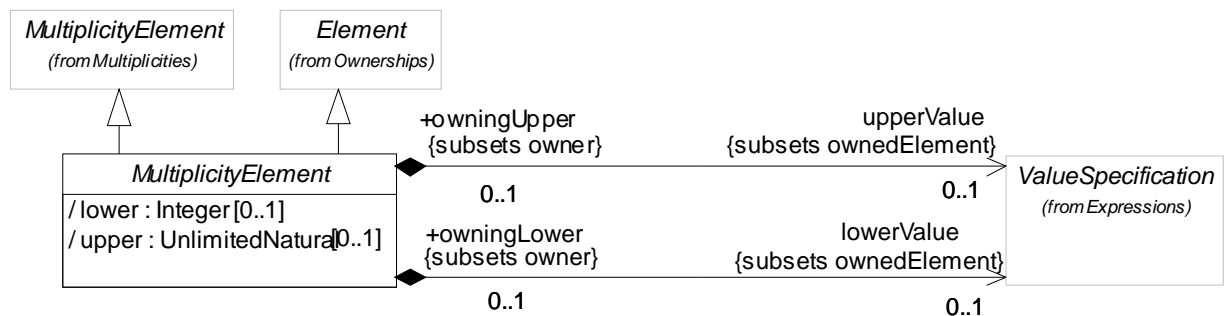 MultiplicityElement
(from Multiplicities)
Element
(from Ownerships)
+owningUpper
{subsets owner}
0..1
upperValue
{subsets ownedElement}
0..1
MultiplicityElement
/ lower : Integer [0..1]
/ upper : UnlimitedNatural [0..1]
ValueSpecification
(from Expressions)
+owningLower
{subsets owner}
0..1
lowerValue
{subsets ownedElement}
0..1